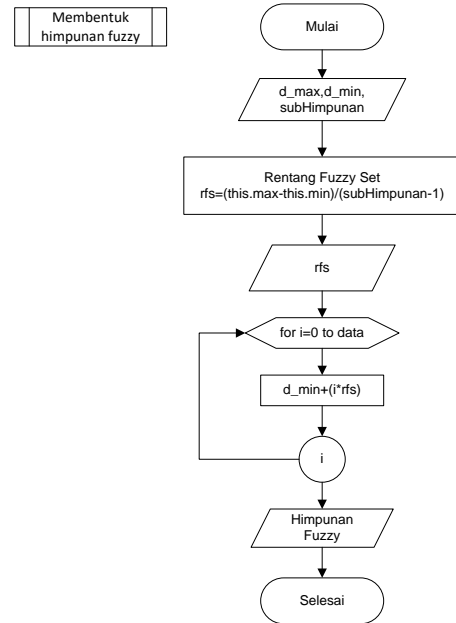 Membentuk
himpunan fuzzy
Mulai
d_max,d_min,
subHimpunan
Rentang Fuzzy Set
rfs=(this.max-this.min)/(subHimpunan-1)
rfs
for i=0 to data
d_min+(i*rfs)
i
Himpunan
Fuzzy
Selesai